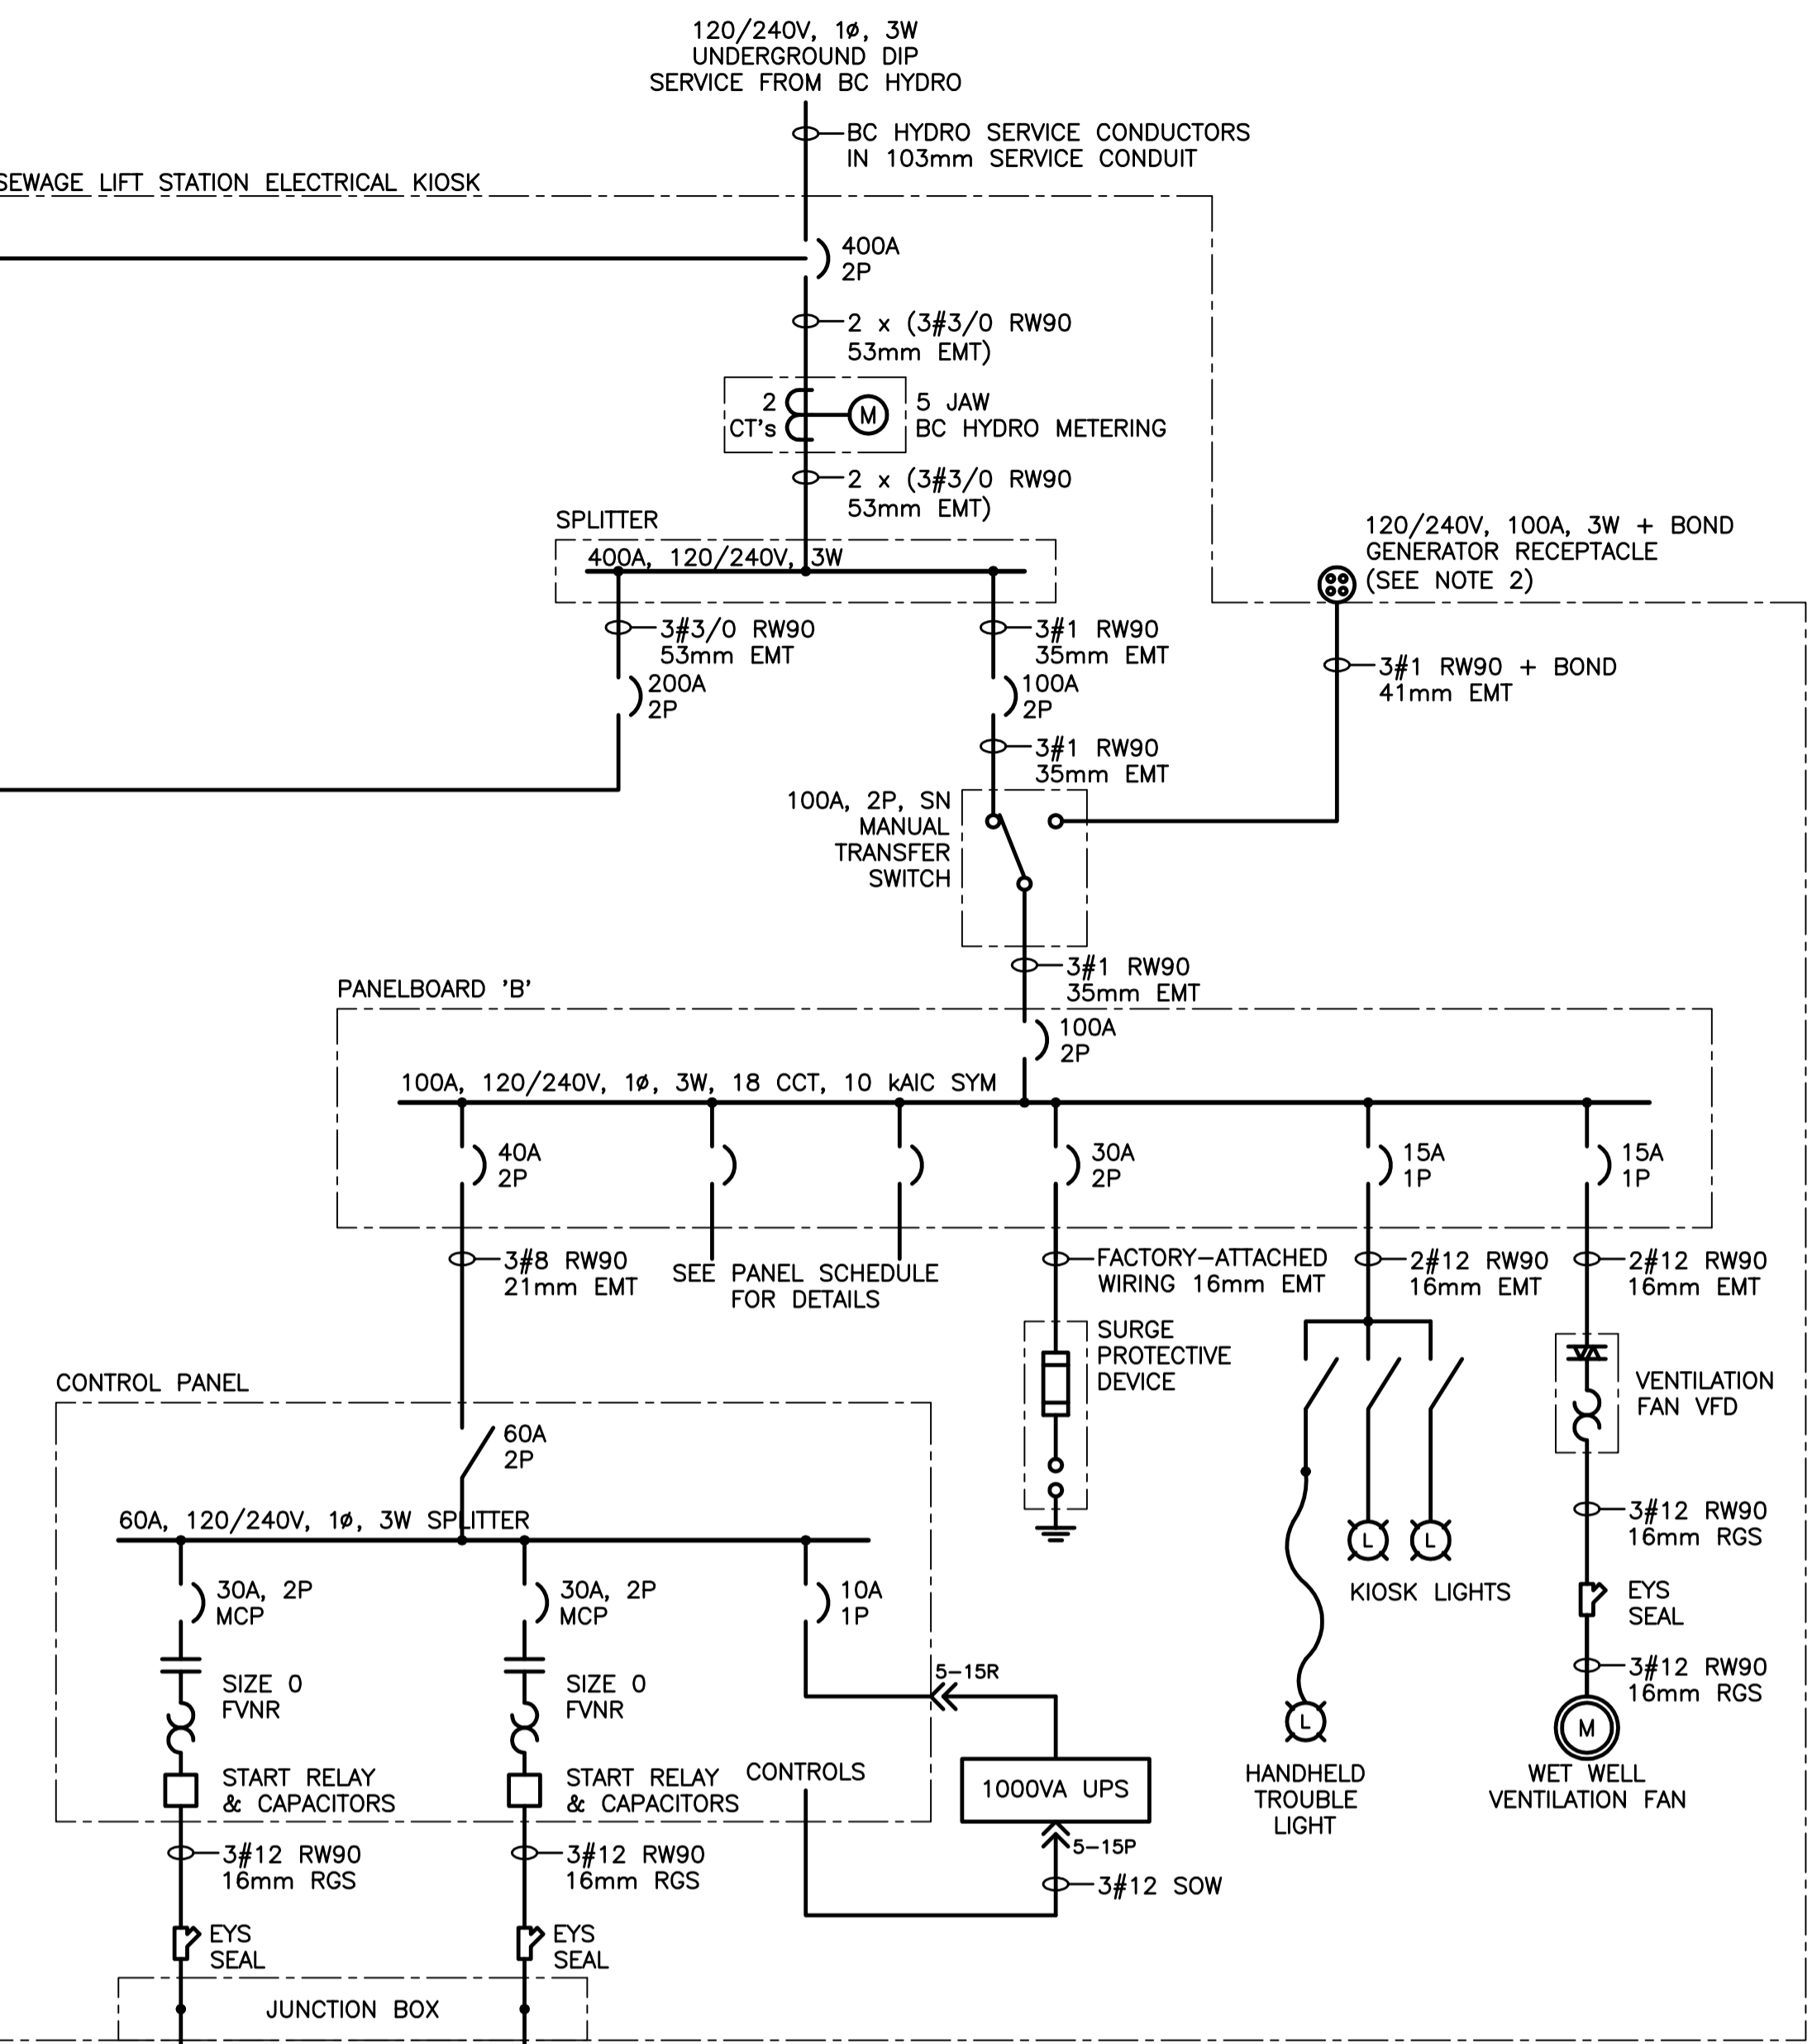 120/240V, 1ø, 3W
UNDERGROUND DIP
SERVICE FROM BC HYDRO
BC HYDRO SERVICE CONDUCTORS
IN 103mm SERVICE CONDUIT
SEWAGE LIFT STATION ELECTRICAL KIOSK
400A
2P
2 x (3#3/0 RW90
53mm EMT)
2
CT's
M
5 JAW
BC HYDRO METERING
2 x (3#3/0 RW90
53mm EMT)
SPLITTER
400A, 120/240V, 3W
120/240V, 100A, 3W + BOND
GENERATOR RECEPTACLE
(SEE NOTE 2)
3#3/0 RW90
53mm EMT
200A
2P
3#1 RW90
35mm EMT
100A
2P
3#1 RW90
35mm EMT
3#1 RW90 + BOND
41mm EMT
100A, 2P, SN
MANUAL
TRANSFER
SWITCH
3#1 RW90
35mm EMT
PANELBOARD 'B'
100A
2P
100A, 120/240V, 1ø, 3W, 18 CCT, 10 kAIC SYM
40A
2P
30A
2P
15A
1P
15A
1P
3#8 RW90
21mm EMT
SEE PANEL SCHEDULE
FOR DETAILS
FACTORY-ATTACHED
WIRING 16mm EMT
2#12 RW90
16mm EMT
2#12 RW90
16mm EMT
SURGE
PROTECTIVE
DEVICE
VENTILATION
FAN VFD
CONTROL PANEL
60A
2P
60A, 120/240V, 1ø, 3W SPLITTER
30A, 2P
MCP
30A, 2P
MCP
10A
1P
L
L
KIOSK LIGHTS
3#12 RW90
16mm RGS
EYS
SEAL
3#12 RW90
16mm RGS
SIZE 0
FVNR
SIZE 0
FVNR
5-15R
L
M
START RELAY
& CAPACITORS
START RELAY
& CAPACITORS
CONTROLS
1000VA UPS
HANDHELD
TROUBLE
LIGHT
WET WELL
VENTILATION FAN
5-15P
3#12 RW90
16mm RGS
3#12 RW90
16mm RGS
3#12 SOW
EYS
SEAL
EYS
SEAL
JUNCTION BOX